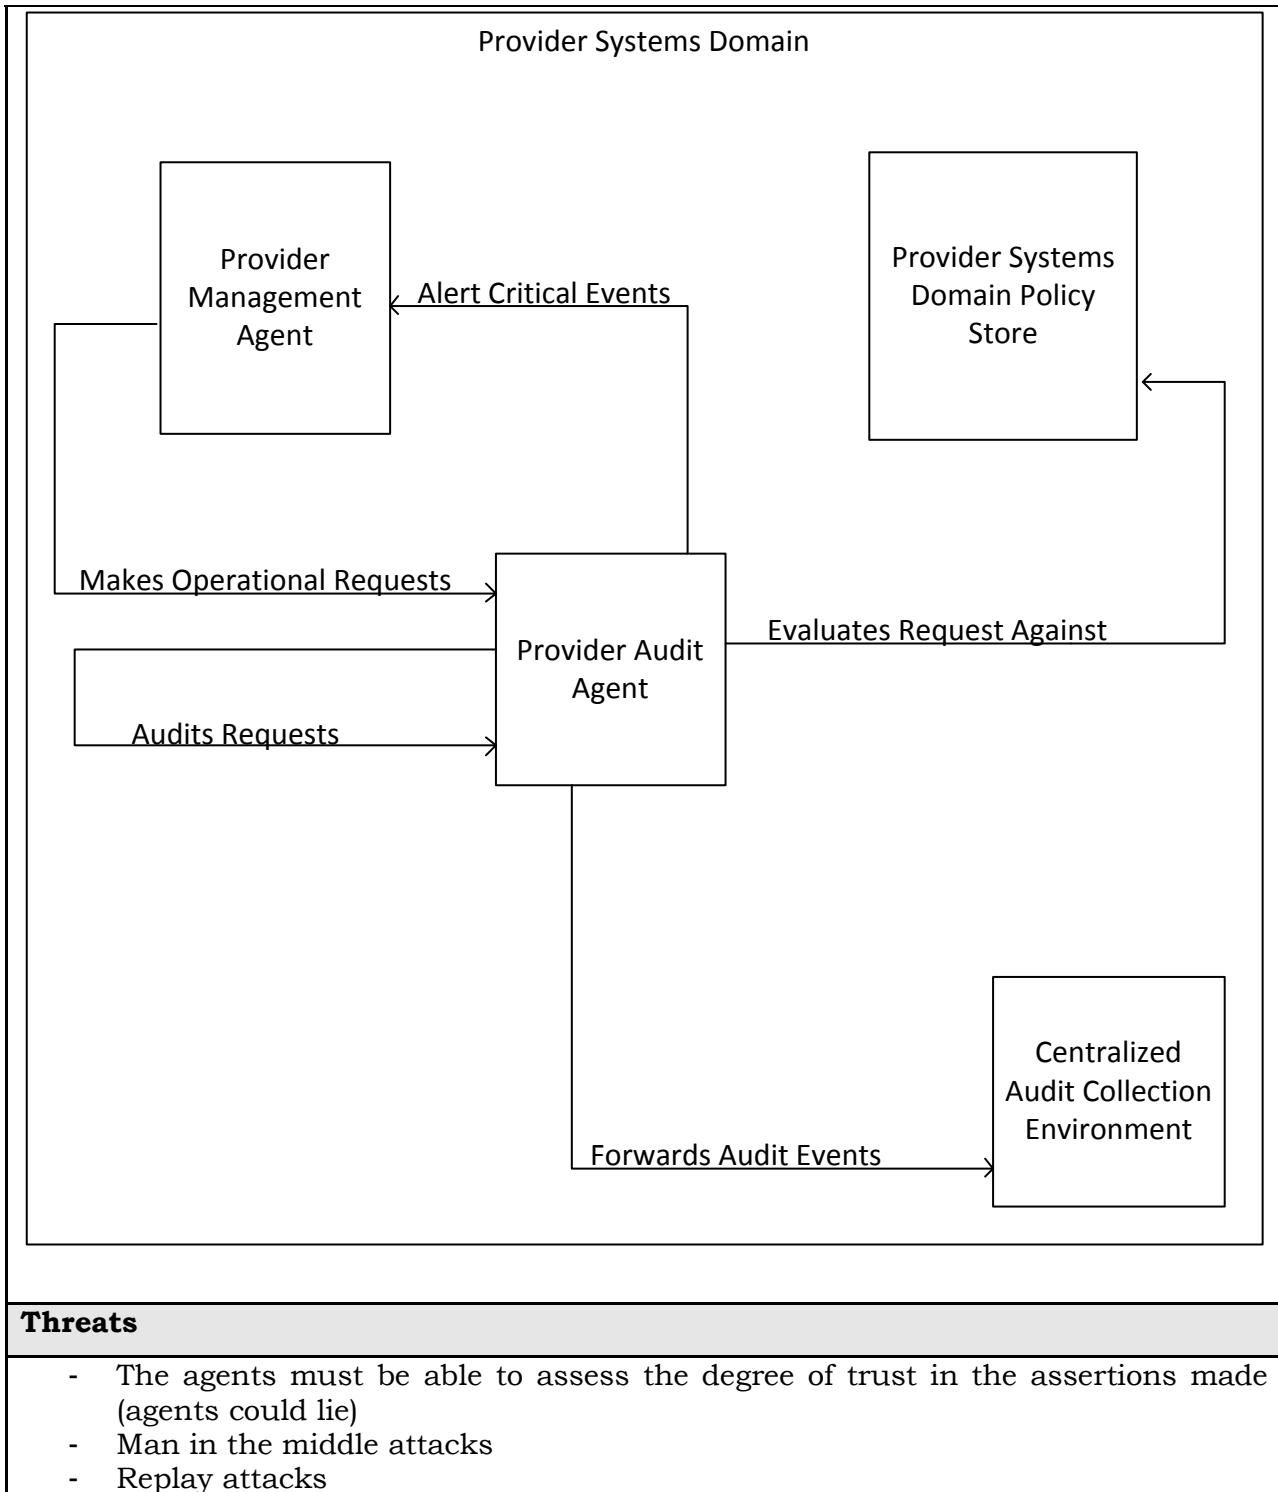 Provider Systems Domain
Provider
Management
Agent
Alert Critical Events
Provider Systems
Domain Policy
Store
Makes Operational Requests
Provider Audit
Agent
Evaluates Request Against
Audits Requests
Centralized
Audit Collection
Environment
Forwards Audit Events
Threats
- The agents must be able to assess the degree of trust in the assertions made
(agents could lie)
- Man in the middle attacks
- Replay attacks